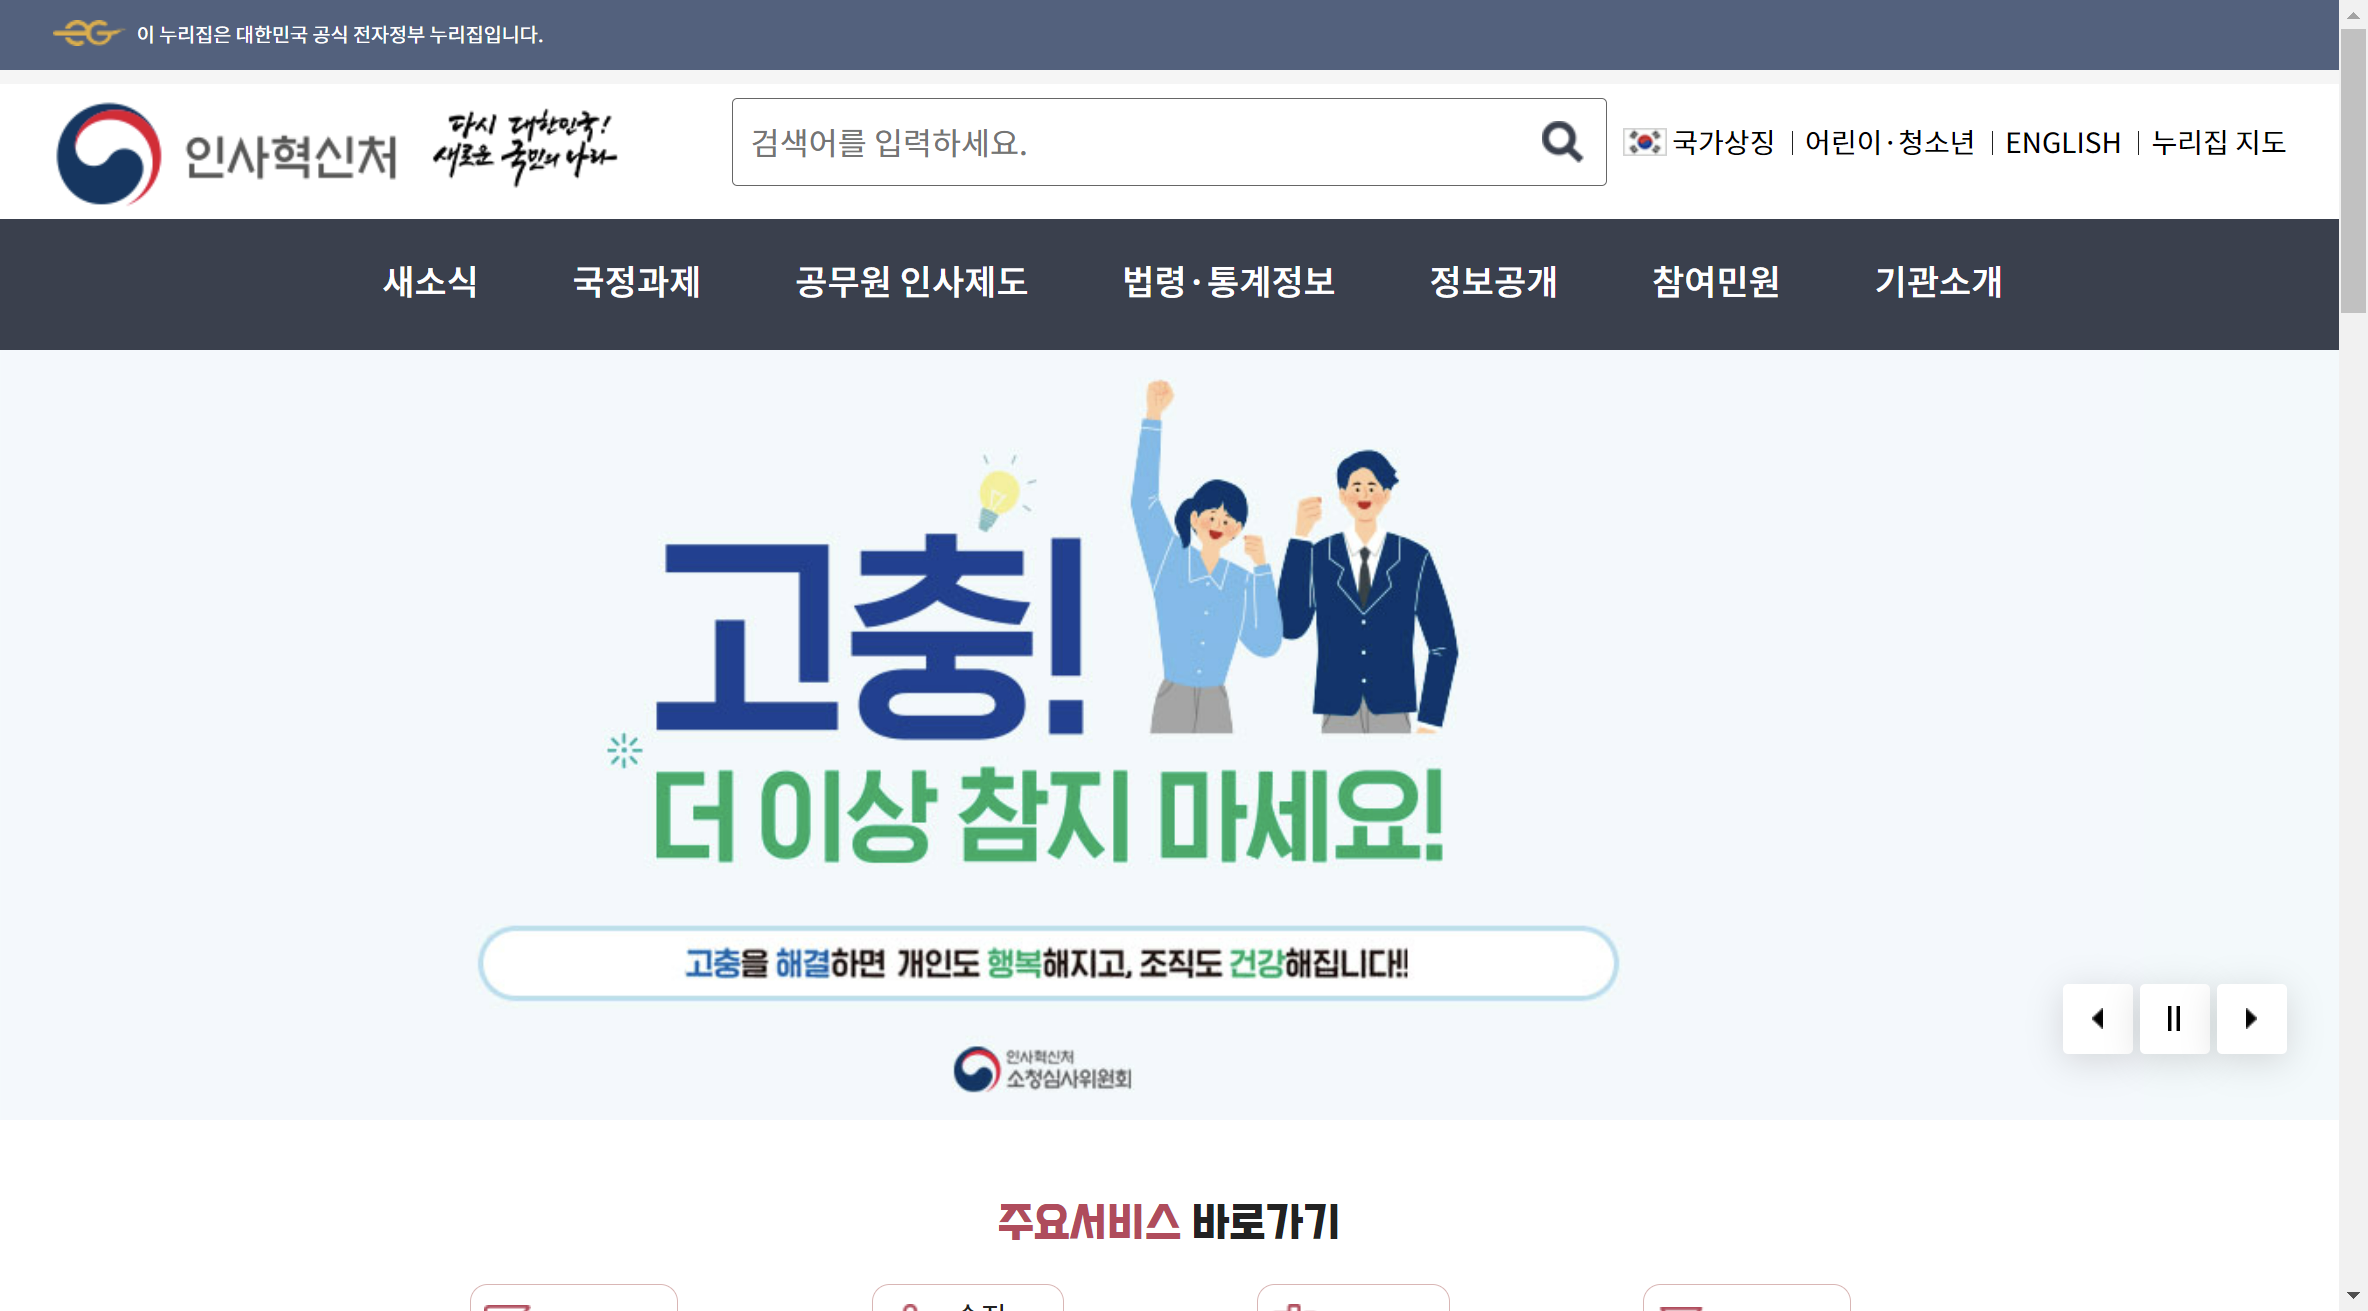 이 누리집은 대한민국 공식 전자정부 누리집입니다.
인사혁신처
다시 대한민국!
새로운 국민의 나라
검색어를 입력하세요.
국가상징
어린이·청소년
ENGLISH
누리집 지도
새소식
국정과제
공무원 인사제도
법령·통계정보
정보공개
참여민원
기관소개
고충!
더 이상 참지 마세요!
고충을 해결하면 개인도 행복해지고, 조직도 건강해집니다!!
인사혁신처
소청심사위원회
주요서비스 바로가기